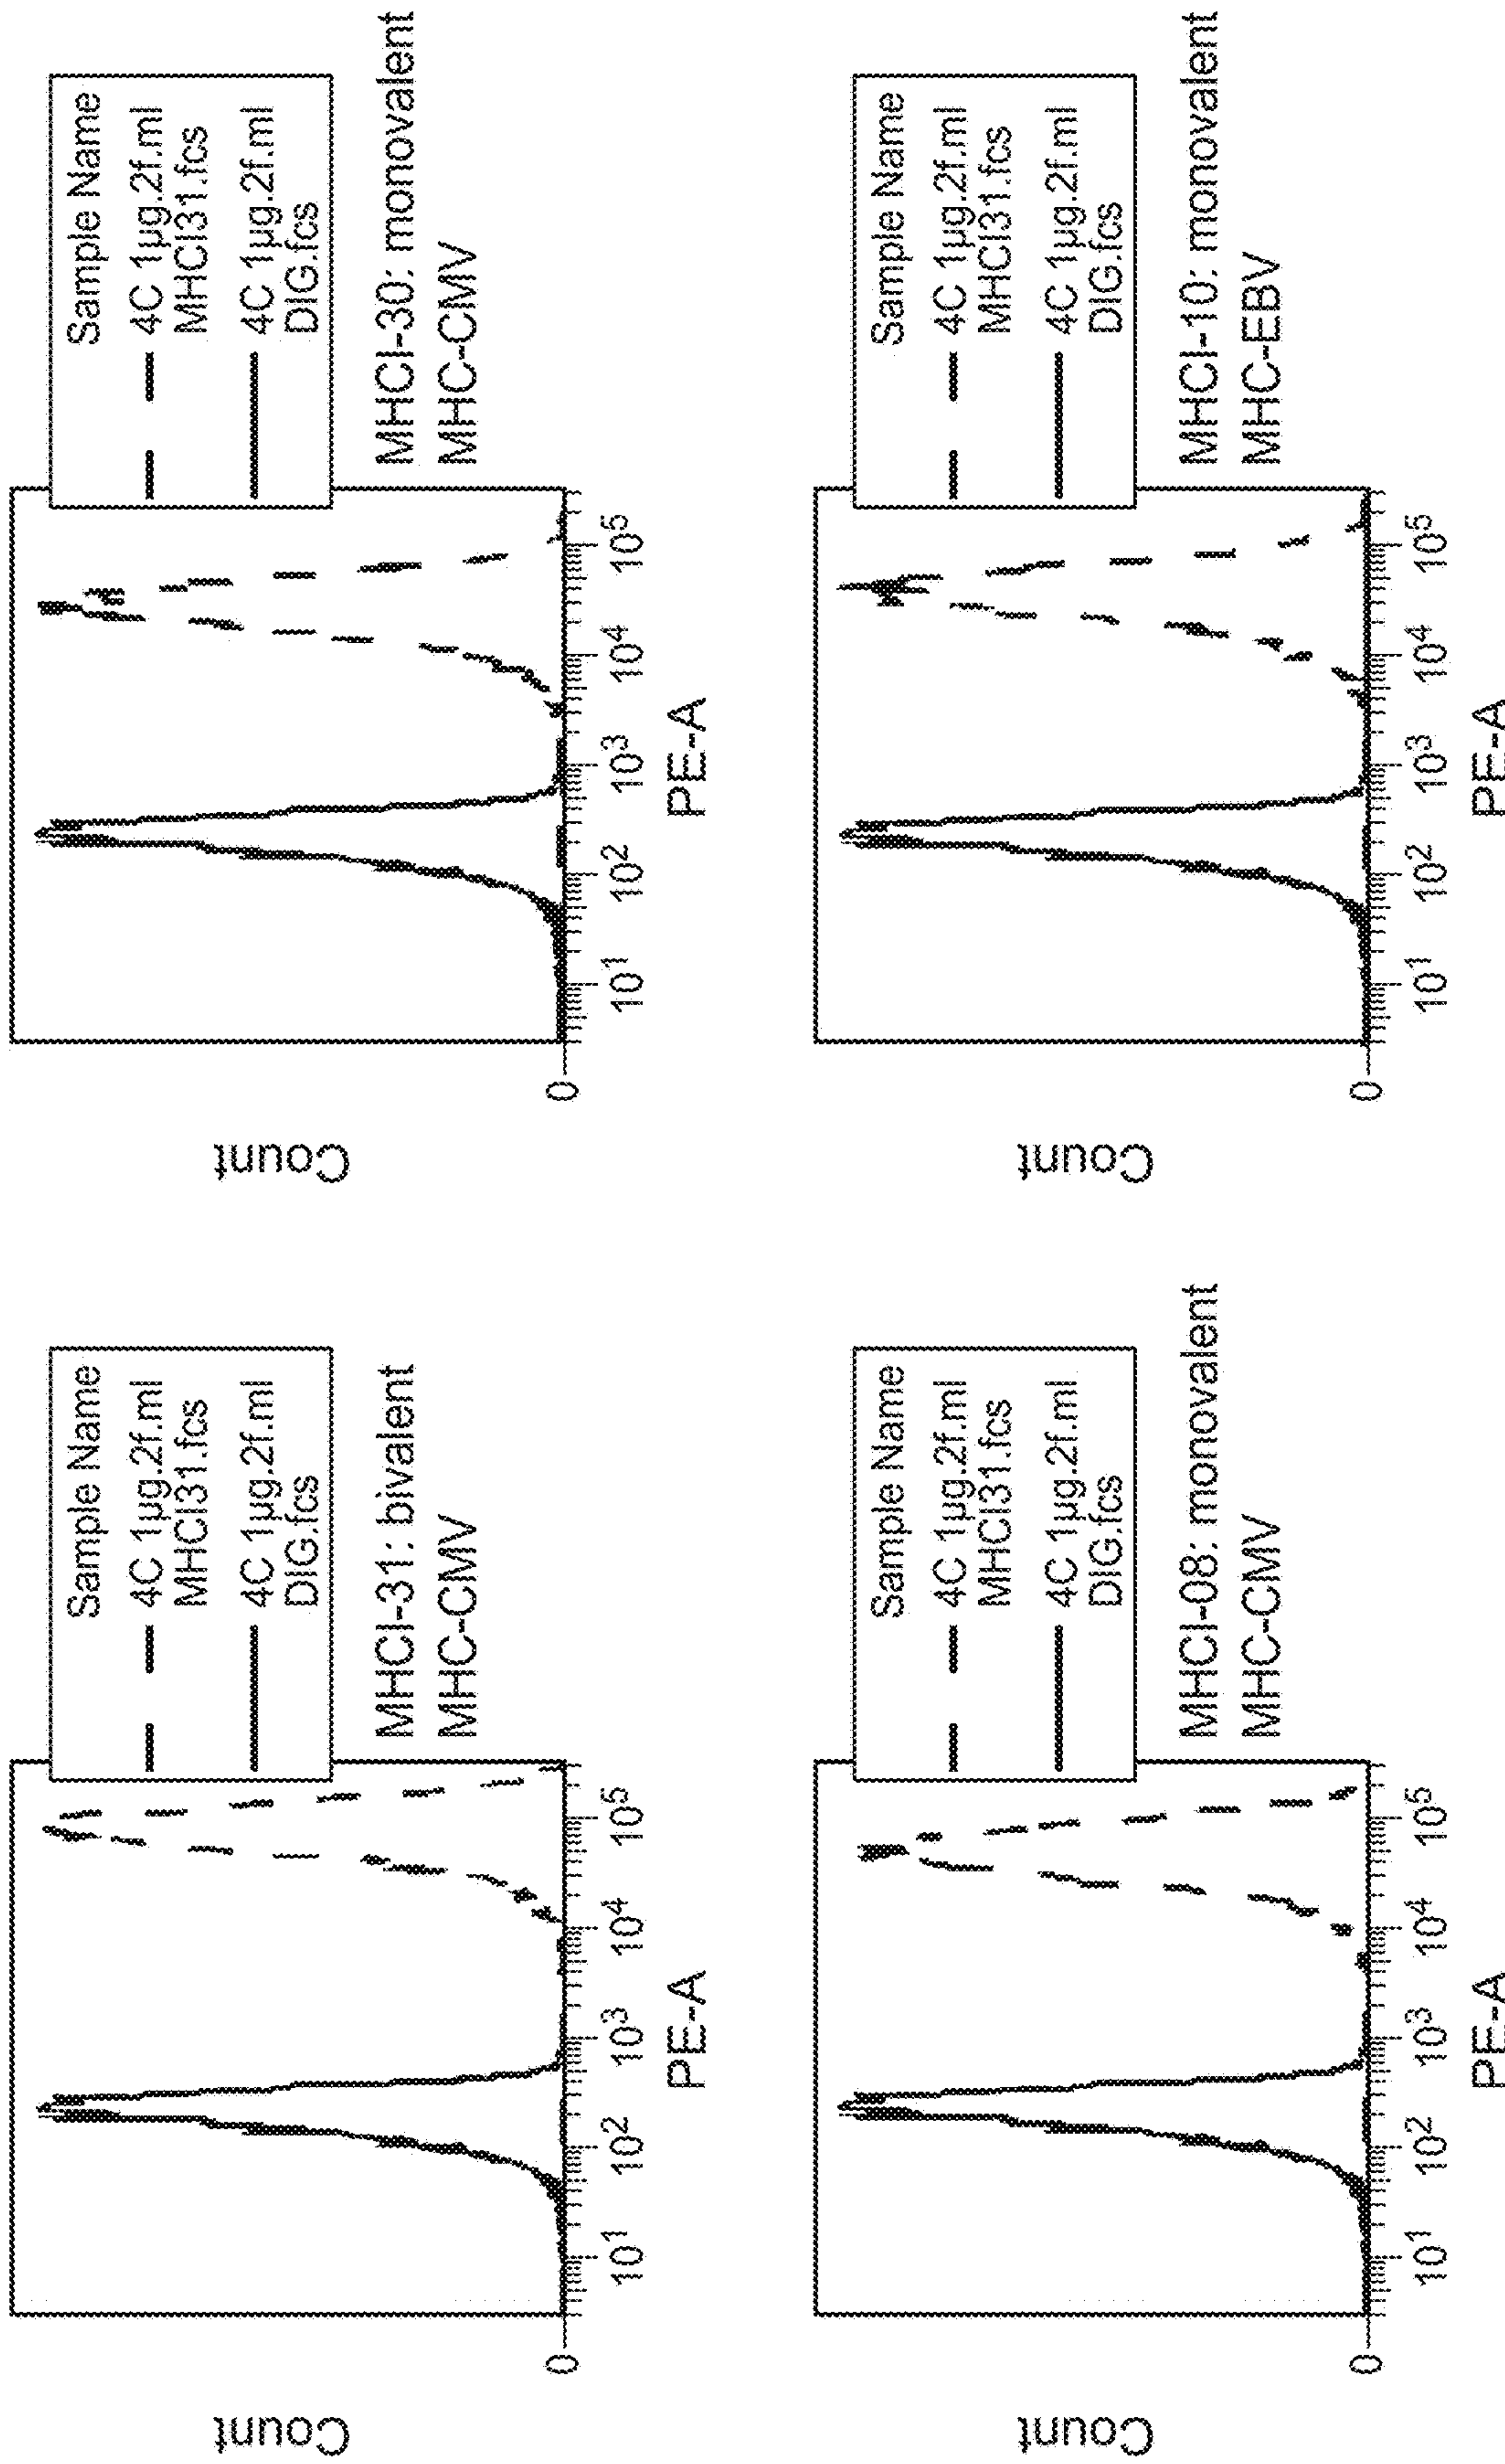 Count
Sample Name
4C 1µg.2f.ml
MHCI31.fcs
4C 1µg.2f.ml
DIG.fcs
MHCI-31: bivalent
MHC-CMV
0
10¹ 10² 10³ 10⁴ 10⁵
PE-A
Count
Sample Name
4C 1µg.2f.ml
MHCI31.fcs
4C 1µg.2f.ml
DIG.fcs
MHCI-30: monovalent
MHC-CMV
0
10¹ 10² 10³ 10⁴ 10⁵
PE-A
Count
Sample Name
4C 1µg.2f.ml
MHCI31.fcs
4C 1µg.2f.ml
DIG.fcs
MHCI-08: monovalent
MHC-CMV
0
10¹ 10² 10³ 10⁴ 10⁵
PE-A
Count
Sample Name
4C 1µg.2f.ml
MHCI31.fcs
4C 1µg.2f.ml
DIG.fcs
MHCI-10: monovalent
MHC-EBV
0
10¹ 10² 10³ 10⁴ 10⁵
PE-A